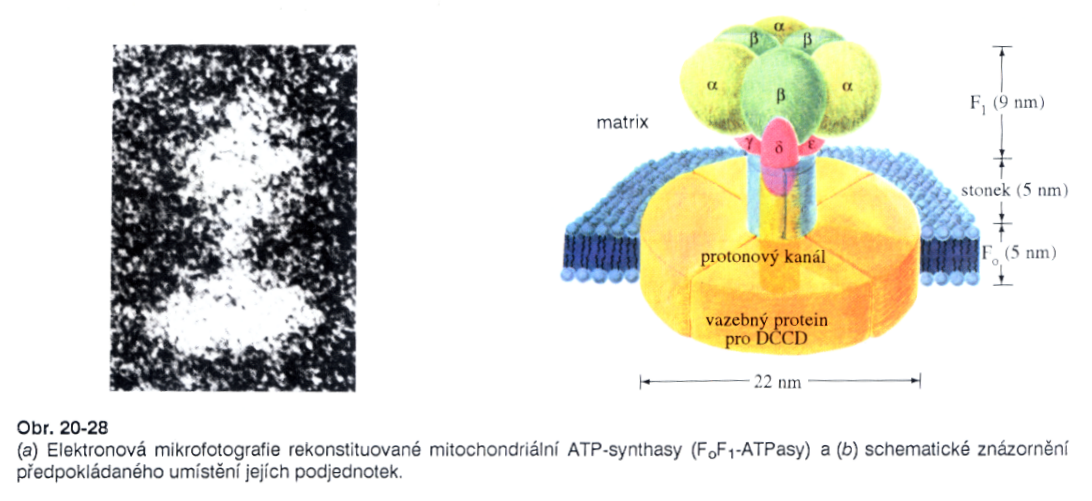 α
β
β
α
β
α
γ
δ
ε
matrix
F₁ (9 nm)
stonek (5 nm)
Fₒ (5 nm)
protonový kanál
vazebný protein
pro DCCD
22 nm
Obr. 20-28
(a) Elektronová mikrofotografie rekonstituované mitochondriální ATP-synthasy (FₒF₁-ATPasy) a (b) schematické znázornění
předpokládaného umístění jejích podjednotek.